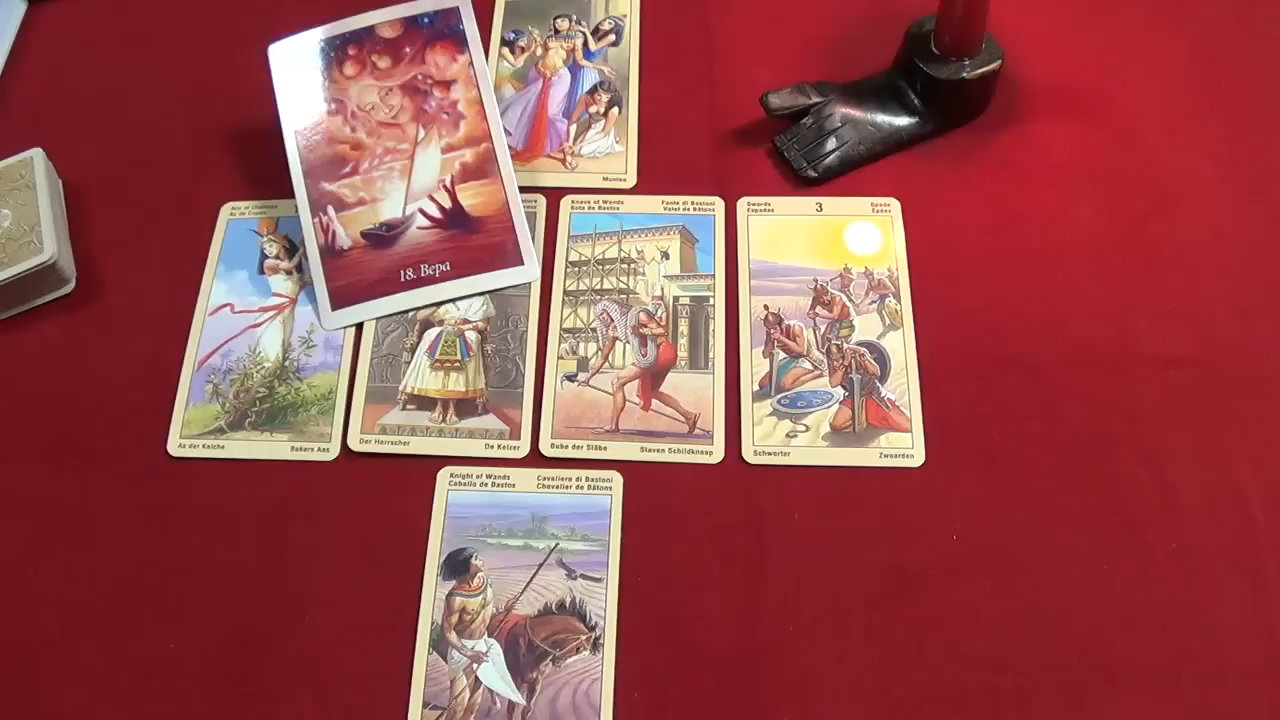 Munten
18. Вера
Ace of Chalices
As de Copas
As der Kelche
Bekers Aas
Der Herrscher
De Keizer
Knave of Wands
Sota de Bastos
Fante di Bastoni
Valet de Bâtons
Bube der Stäbe
Staven Schildknaap
Swords
Espadas
3
Spade
Épées
Schwerter
Zwaarden
Knight of Wands
Caballo de Bastos
Cavaliere di Bastoni
Chevalier de Bâtons